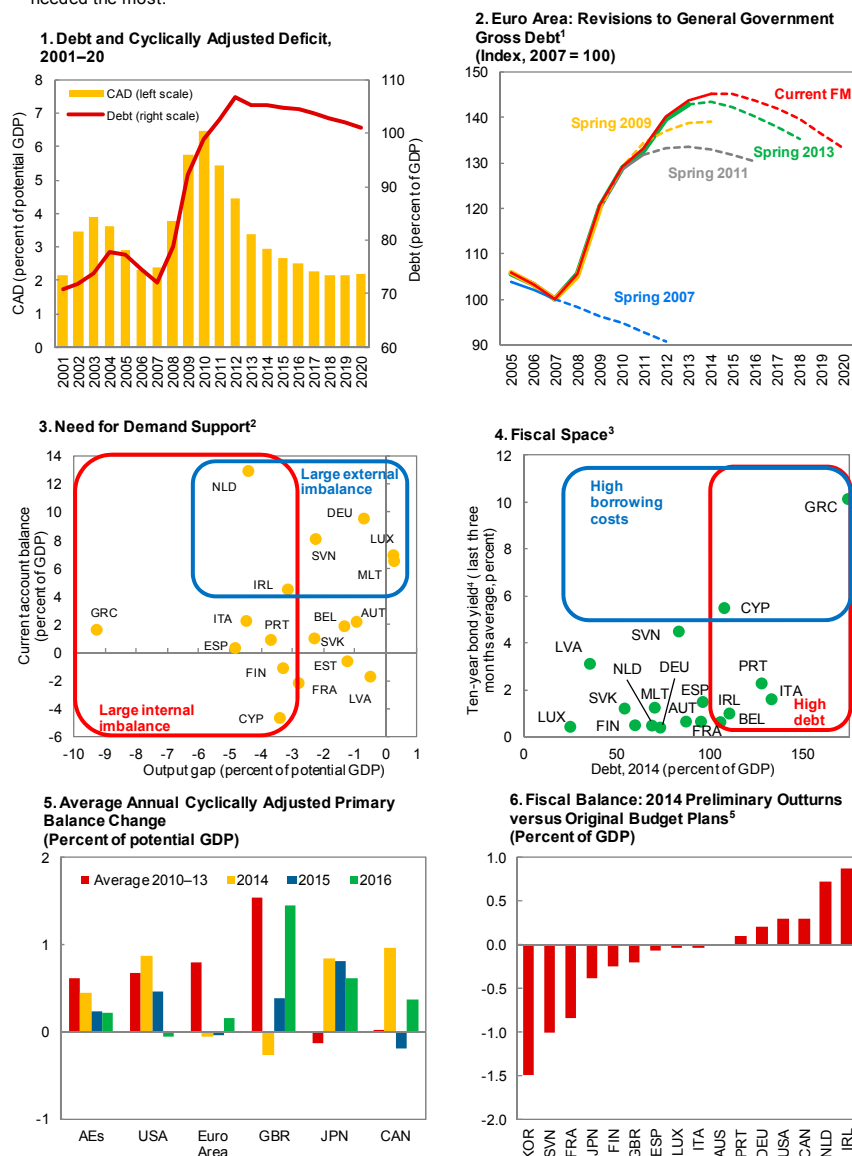 needed the most.
1. Debt and Cyclically Adjusted Deficit,
2001–20
8
7
6
5
4
3
2
1
0
CAD (percent of potential GDP)
CAD (left scale)
Debt (right scale)
110
100
90
80
70
60
Debt (percent of GDP)
2001
2002
2003
2004
2005
2006
2007
2008
2009
2010
2011
2012
2013
2014
2015
2016
2017
2018
2019
2020
2. Euro Area: Revisions to General Government
Gross Debt1
(Index, 2007 = 100)
150
140
130
120
110
100
90
Current FM
Spring 2009
Spring 2013
Spring 2011
Spring 2007
2005
2006
2007
2008
2009
2010
2011
2012
2013
2014
2015
2016
2017
2018
2019
2020
3. Need for Demand Support2
14
12
10
8
6
4
2
0
-2
-4
-6
Current account balance
(percent of GDP)
Large external
imbalance
NLD
DEU
LUX
SVN
MLT
IRL
GRC
ITA
PRT
BEL
AUT
ESP
SVK
FIN
EST
FRA
LVA
CYP
Large internal
imbalance
-10
-9
-8
-7
-6
-5
-4
-3
-2
-1
0
1
Output gap (percent of potential GDP)
4. Fiscal Space3
12
10
8
6
4
2
0
Ten-year bond yield4 ( last three
months average, percent)
High
borrowing
costs
GRC
CYP
SVN
LVA
NLD
DEU
PRT
SVK
MLT
ESP
IRL
ITA
AUT
LUX
FIN
FRA
BEL
High
debt
0
50
100
150
Debt, 2014 (percent of GDP)
5. Average Annual Cyclically Adjusted Primary
Balance Change
(Percent of potential GDP)
2
1
0
-1
Average 2010–13
2014
2015
2016
AEs
USA
Euro
Area
GBR
JPN
CAN
6. Fiscal Balance: 2014 Preliminary Outturns
versus Original Budget Plans5
(Percent of GDP)
1.0
0.5
0.0
-0.5
-1.0
-1.5
-2.0
KOR
SVN
FRA
JPN
FIN
GBR
ESP
LUX
ITA
AUS
PRT
DEU
USA
CAN
NLD
IRL